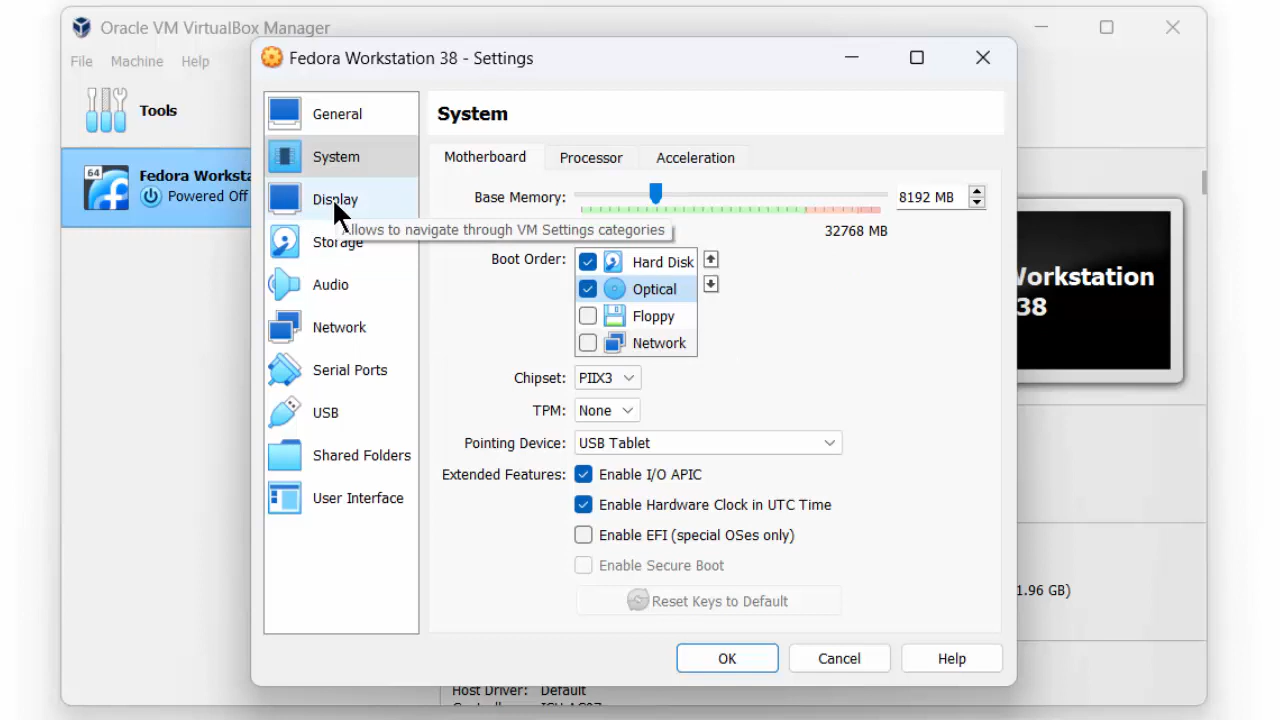 Oracle VM VirtualBox Manager
File Machine Help
Tools
64
Fedora Worksta
Powered Off
Fedora Workstation 38 - Settings
General
System
Display
Storage
Audio
Network
Serial Ports
USB
Shared Folders
User Interface
System
Motherboard Processor Acceleration
Base Memory: 8192 MB
Allows to navigate through VM Settings categories
32768 MB
Boot Order: Hard Disk
Optical
Floppy
Network
Chipset: PIIX3
TPM: None
Pointing Device: USB Tablet
Extended Features: Enable I/O APIC
Enable Hardware Clock in UTC Time
Enable EFI (special OSes only)
Enable Secure Boot
Reset Keys to Default
OK Cancel Help
Workstation
38
1.96 GB)
Host Driver: Default